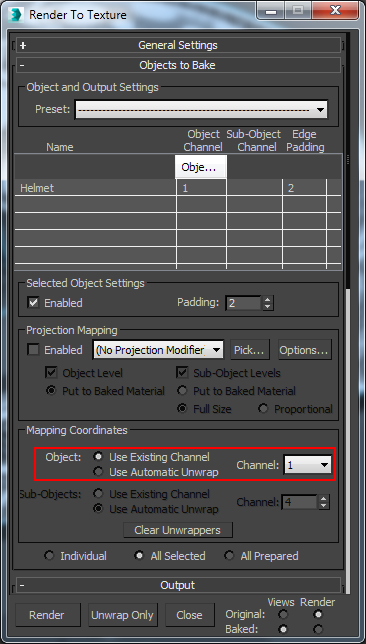 Render To Texture
+ General Settings
- Objects to Bake
Object and Output Settings
Preset: -----------------------------------------------
Object Sub-Object Edge
Name Channel Channel Padding
Obje...
Helmet 1 2
Selected Object Settings
Enabled Padding: 2
Projection Mapping
Enabled (No Projection Modifier Pick... Options...
Object Level Sub-Object Levels
Put to Baked Material Put to Baked Material
Full Size Proportional
Mapping Coordinates
Object: Use Existing Channel
Use Automatic Unwrap Channel: 1
Sub-Objects: Use Existing Channel
Use Automatic Unwrap Channel: 4
Clear Unwrappers
Individual All Selected All Prepared
- Output
Views Render
Render Unwrap Only Close Original:
Baked: